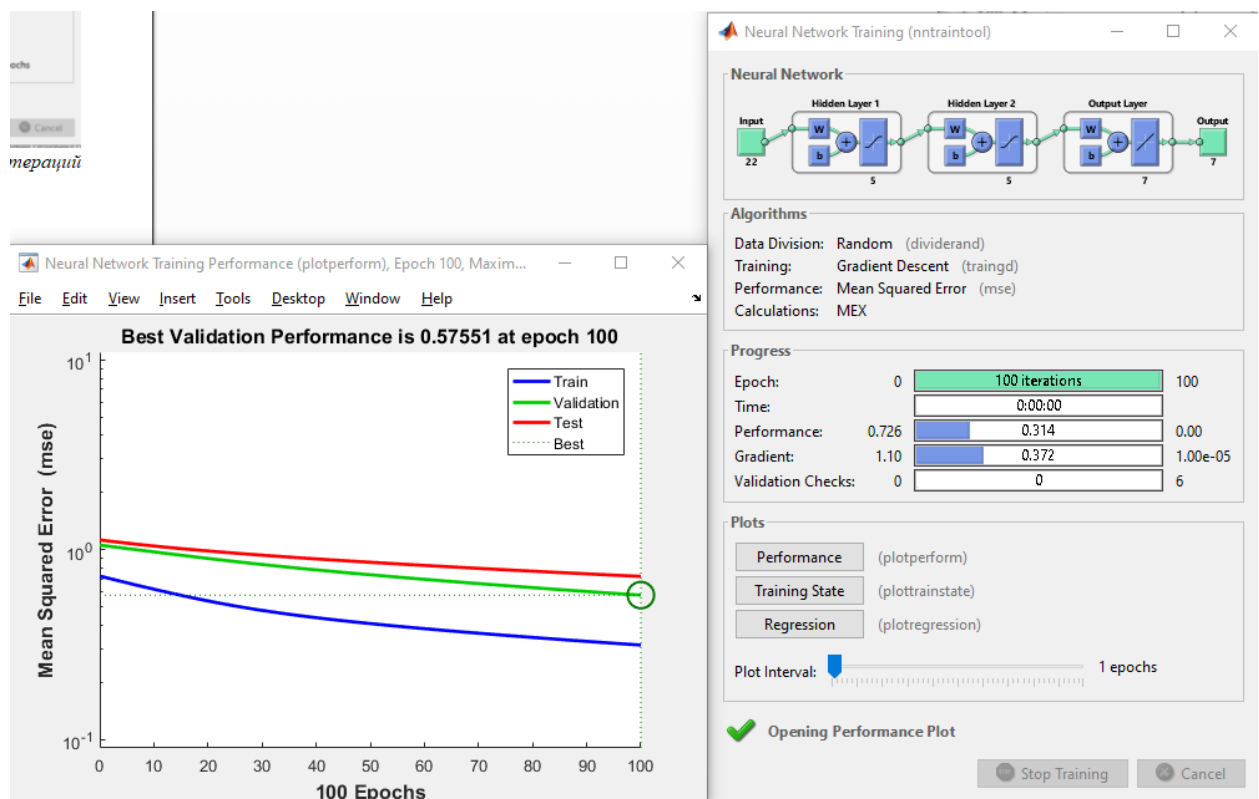 ochs
Cancel
тераций
Neural Network Training (nntraintool)
Neural Network
Hidden Layer 1
Hidden Layer 2
Output Layer
Input
Output
W
W
W
b
b
b
22
5
5
7
7
Algorithms
Data Division: Random (dividerand)
Training: Gradient Descent (traingd)
Performance: Mean Squared Error (mse)
Calculations: MEX
Progress
Epoch: 0 100 iterations 100
Time: 0:00:00
Performance: 0.726 0.314 0.00
Gradient: 1.10 0.372 1.00e-05
Validation Checks: 0 0 6
Plots
Performance (plotperform)
Training State (plottrainstate)
Regression (plotregression)
Plot Interval: 1 epochs
Opening Performance Plot
Stop Training Cancel
Neural Network Training Performance (plotperform), Epoch 100, Maxim...
File Edit View Insert Tools Desktop Window Help
Best Validation Performance is 0.57551 at epoch 100
Train
Validation
Test
Best
Mean Squared Error (mse)
10^1
10^0
10^-1
0 10 20 30 40 50 60 70 80 90 100
100 Epochs